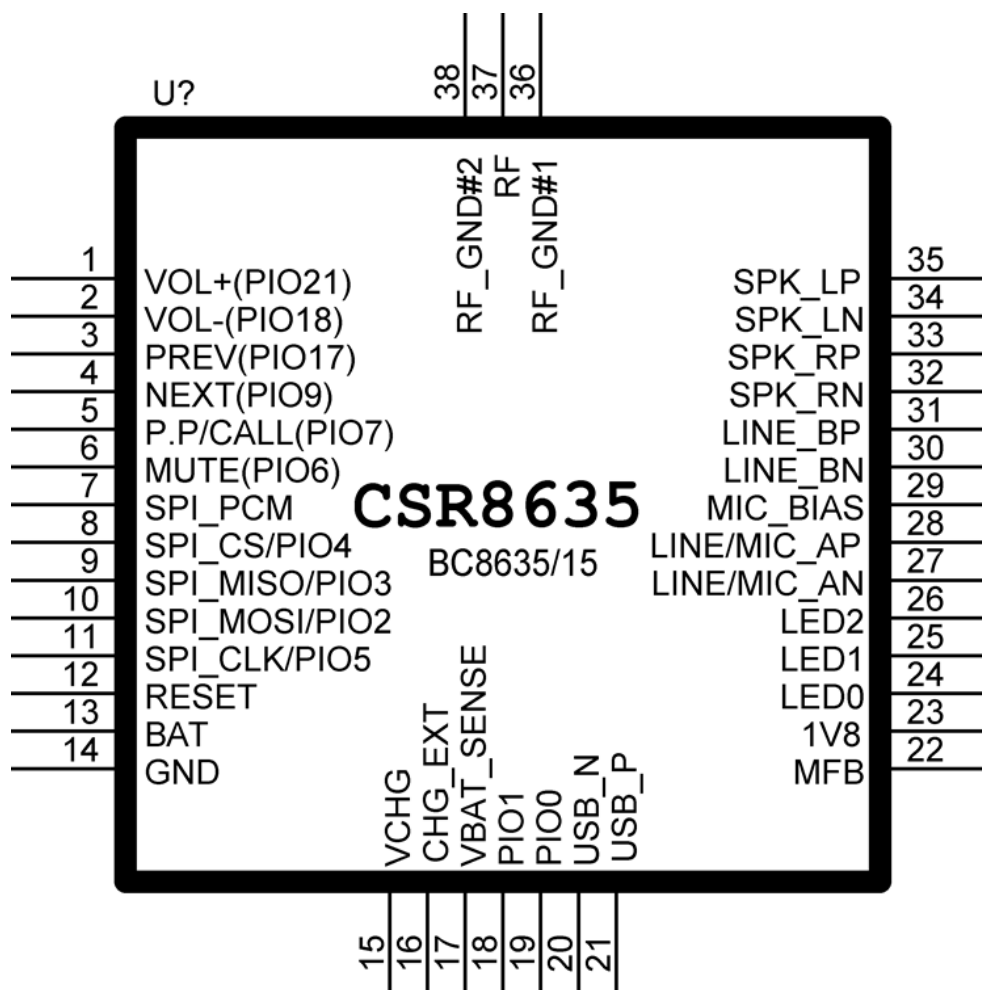 U?
38 37 36
RF_GND#2 RF RF_GND#1
1 VOL+(PIO21)
2 VOL-(PIO18)
3 PREV(PIO17)
4 NEXT(PIO9)
5 P.P/CALL(PIO7)
6 MUTE(PIO6)
7 SPI_PCM
8 SPI_CS/PIO4
9 SPI_MISO/PIO3
10 SPI_MOSI/PIO2
11 SPI_CLK/PIO5
12 RESET
13 BAT
14 GND
CSR8635
BC8635/15
SPK_LP 35
SPK_LN 34
SPK_RP 33
SPK_RN 32
LINE_BP 31
LINE_BN 30
MIC_BIAS 29
LINE/MIC_AP 28
LINE/MIC_AN 27
LED2 26
LED1 25
LED0 24
1V8 23
MFB 22
VCHG CHG_EXT VBAT_SENSE PIO1 PIO0 USB_N USB_P
15 16 17 18 19 20 21